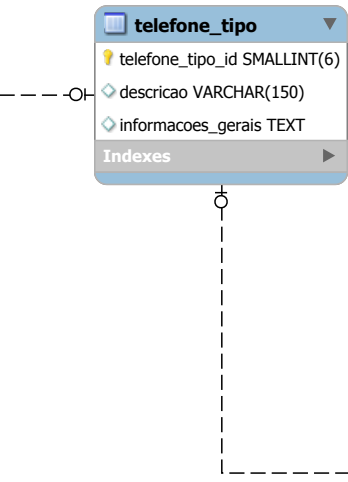 telefone_tipo
telefone_tipo_id SMALLINT(6)
descricao VARCHAR(150)
informacoes_gerais TEXT
Indexes